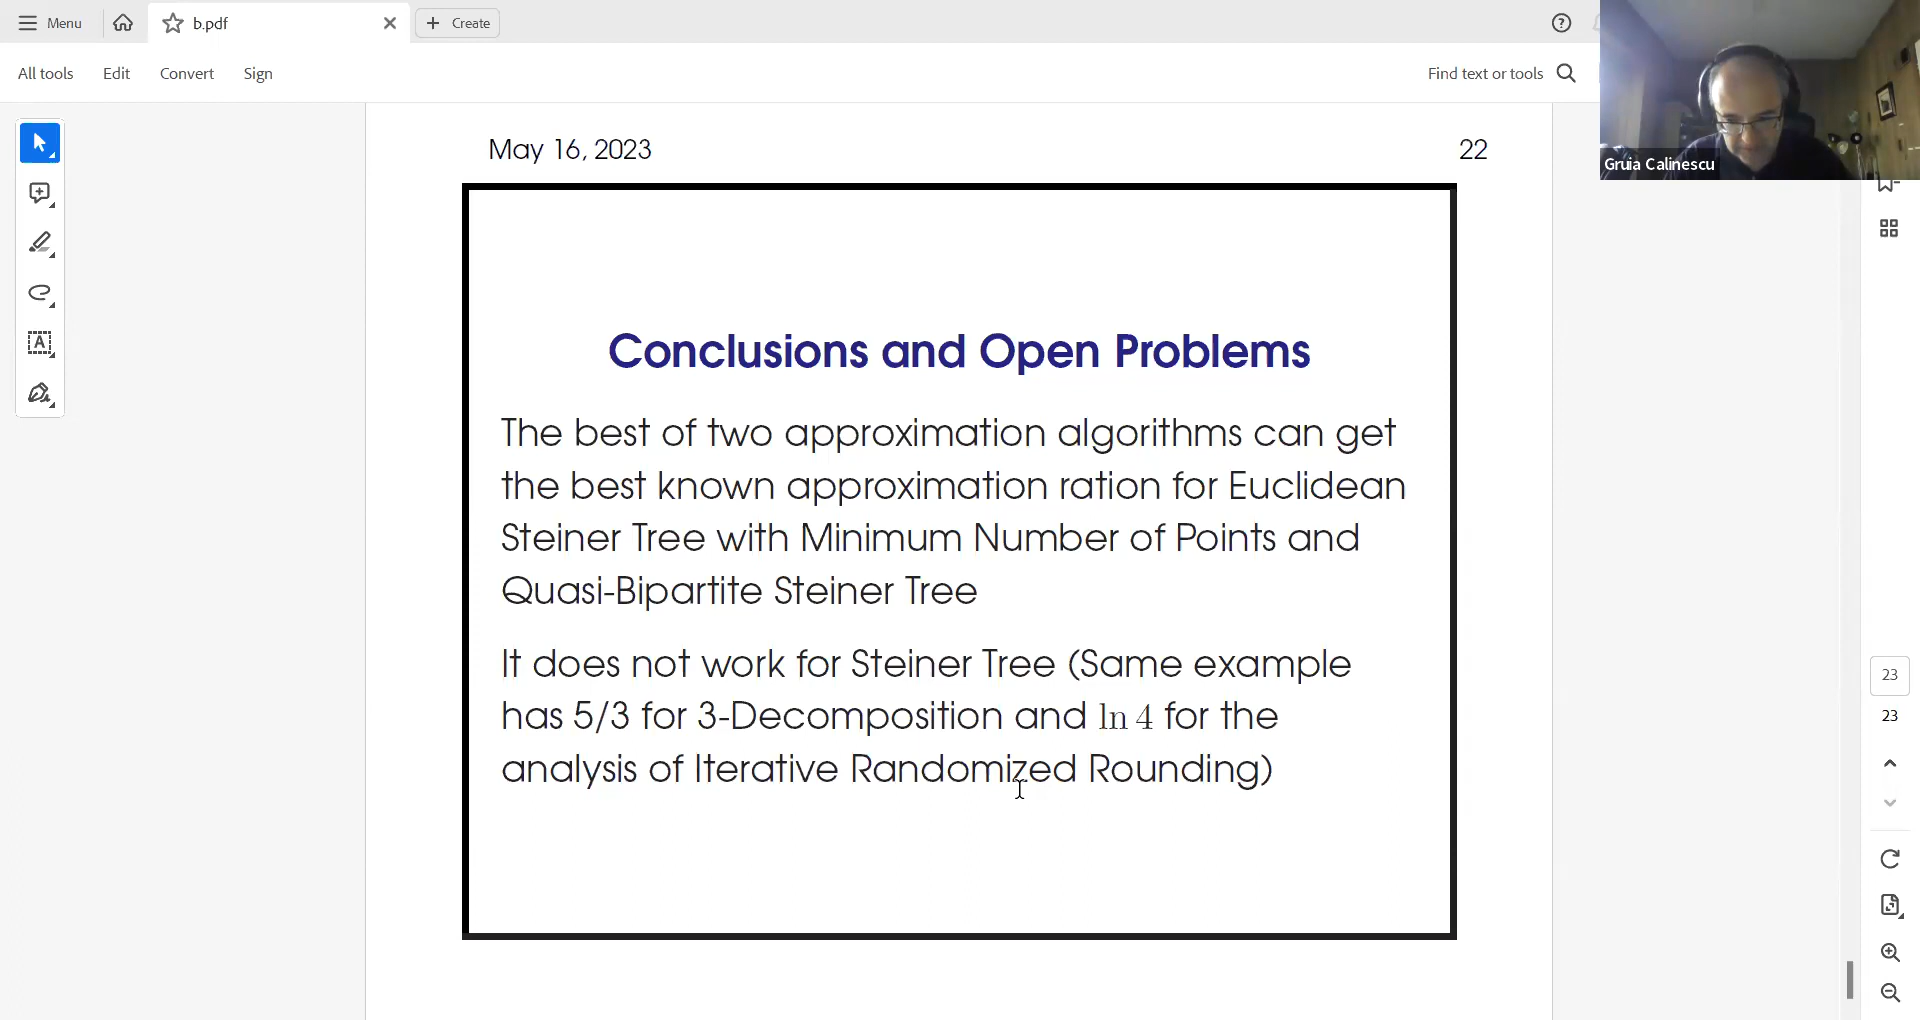 Menu
b.pdf
Create
All tools
Edit
Convert
Sign
Find text or tools
Gruia Calinescu
May 16, 2023
22
Conclusions and Open Problems
The best of two approximation algorithms can get
the best known approximation ration for Euclidean
Steiner Tree with Minimum Number of Points and
Quasi-Bipartite Steiner Tree
It does not work for Steiner Tree (Same example
has 5/3 for 3-Decomposition and ln 4 for the
analysis of Iterative Randomized Rounding)
23
23